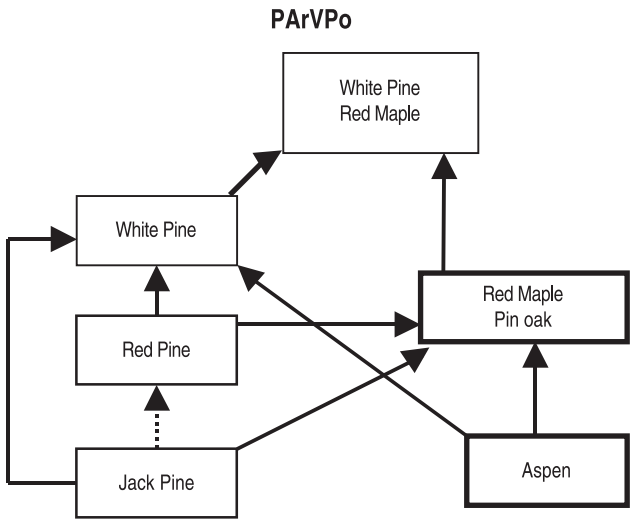 PArVPo
White Pine
Red Maple
White Pine
Red Maple
Pin oak
Red Pine
Aspen
Jack Pine